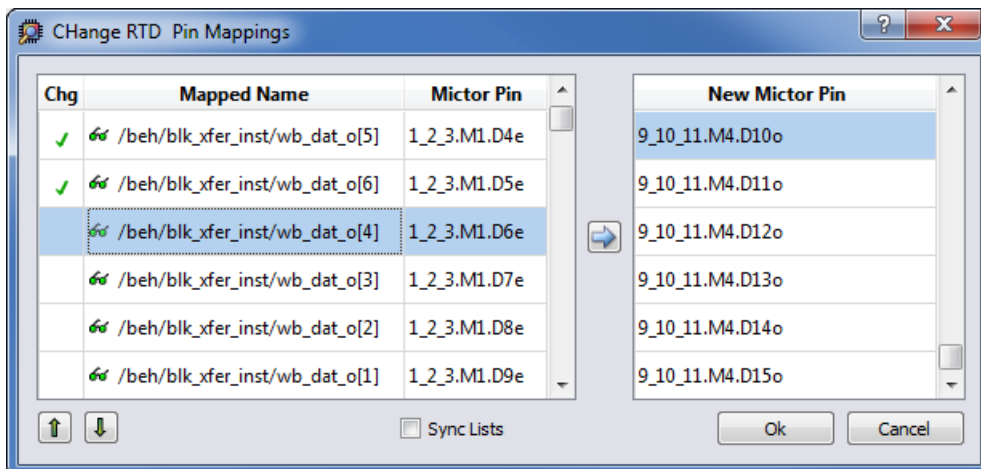 CHange RTD Pin Mappings
Chg Mapped Name Mictor Pin New Mictor Pin
/beh/blk_xfer_inst/wb_dat_o[5] 1_2_3.M1.D4e 9_10_11.M4.D10o
/beh/blk_xfer_inst/wb_dat_o[6] 1_2_3.M1.D5e 9_10_11.M4.D11o
/beh/blk_xfer_inst/wb_dat_o[4] 1_2_3.M1.D6e 9_10_11.M4.D12o
/beh/blk_xfer_inst/wb_dat_o[3] 1_2_3.M1.D7e 9_10_11.M4.D13o
/beh/blk_xfer_inst/wb_dat_o[2] 1_2_3.M1.D8e 9_10_11.M4.D14o
/beh/blk_xfer_inst/wb_dat_o[1] 1_2_3.M1.D9e 9_10_11.M4.D15o
Sync Lists Ok Cancel